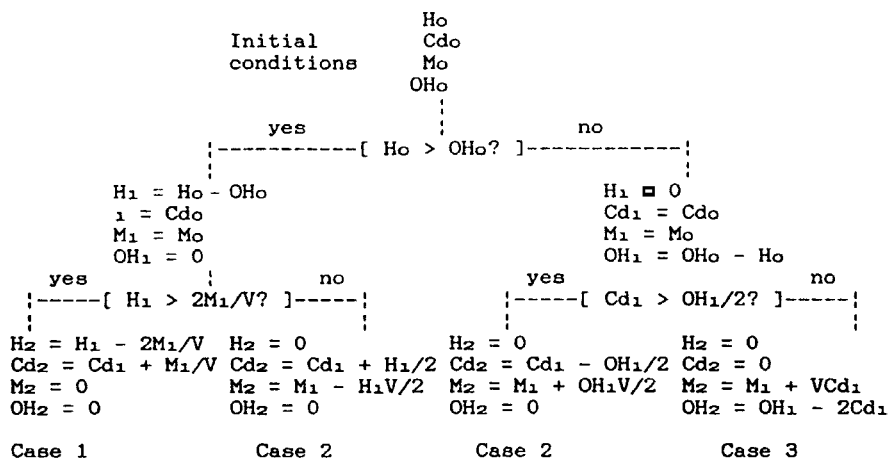 Ho
Initial Cdo
conditions Mo
OHo
yes no
[ Ho > OHo? ]
H1 = Ho - OHo H1 = 0
1 = Cdo Cd1 = Cdo
M1 = Mo M1 = Mo
OH1 = 0 OH1 = OHo - Ho
yes no yes no
[ H1 > 2M1/V? ] [ Cd1 > OH1/2? ]
H2 = H1 - 2M1/V H2 = 0 H2 = 0 H2 = 0
Cd2 = Cd1 + M1/V Cd2 = Cd1 + H1/2 Cd2 = Cd1 - OH1/2 Cd2 = 0
M2 = 0 M2 = M1 - H1V/2 M2 = M1 + OH1V/2 M2 = M1 + VCd1
OH2 = 0 OH2 = 0 OH2 = 0 OH2 = OH1 - 2Cd1
Case 1 Case 2 Case 2 Case 3